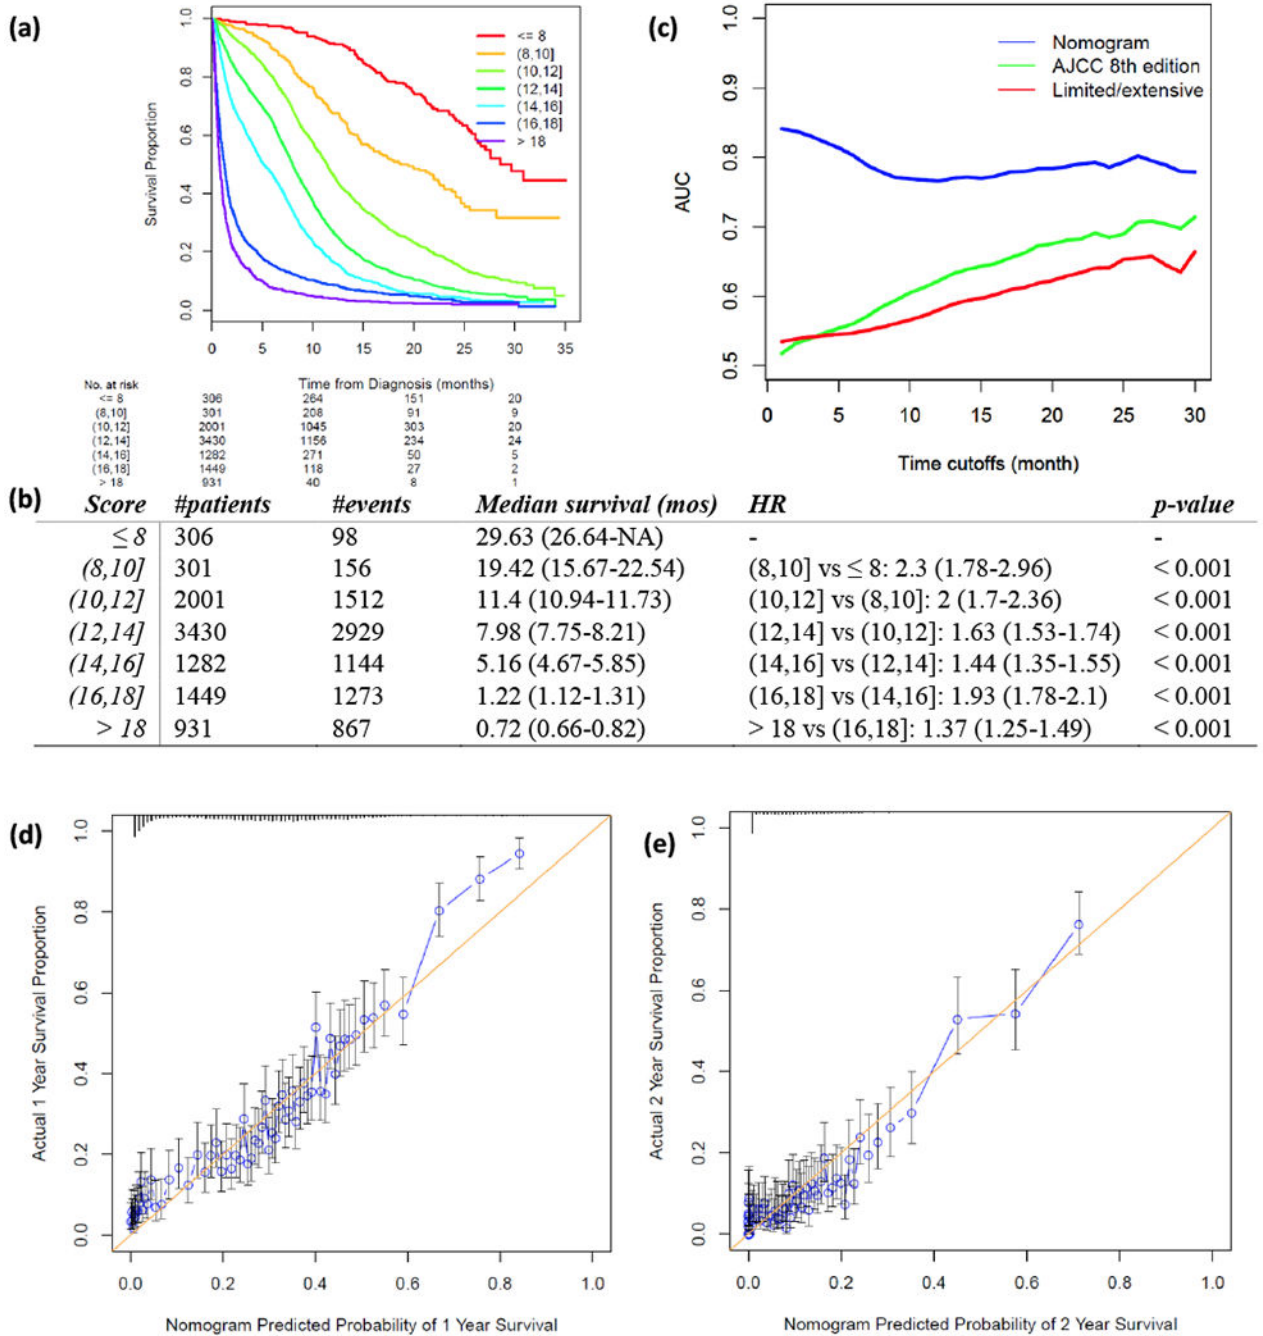 (a)
1.0
0.8
0.6
0.4
0.2
0.0
Survival Proportion
<= 8
(8,10]
(10,12]
(12,14]
(14,16]
(16,18]
> 18
0 5 10 15 20 25 30 35
Time from Diagnosis (months)
No. at risk
<= 8 306 264 151 20
(8,10] 301 208 91 9
(10,12] 2001 1045 303 20
(12,14] 3430 1156 234 24
(14,16] 1282 271 50 5
(16,18] 1449 118 27 2
> 18 931 40 8 1
(c)
1.0
0.9
0.8
0.7
0.6
0.5
AUC
Nomogram
AJCC 8th edition
Limited/extensive
0 5 10 15 20 25 30
Time cutoffs (month)
(b) Score #patients #events Median survival (mos) HR p-value
≤ 8 306 98 29.63 (26.64-NA) - -
(8,10] 301 156 19.42 (15.67-22.54) (8,10] vs ≤ 8: 2.3 (1.78-2.96) < 0.001
(10,12] 2001 1512 11.4 (10.94-11.73) (10,12] vs (8,10]: 2 (1.7-2.36) < 0.001
(12,14] 3430 2929 7.98 (7.75-8.21) (12,14] vs (10,12]: 1.63 (1.53-1.74) < 0.001
(14,16] 1282 1144 5.16 (4.67-5.85) (14,16] vs (12,14]: 1.44 (1.35-1.55) < 0.001
(16,18] 1449 1273 1.22 (1.12-1.31) (16,18] vs (14,16]: 1.93 (1.78-2.1) < 0.001
> 18 931 867 0.72 (0.66-0.82) > 18 vs (16,18]: 1.37 (1.25-1.49) < 0.001
(d)
1.0
0.8
0.6
0.4
0.2
0.0
Actual 1 Year Survival Proportion
0.0 0.2 0.4 0.6 0.8 1.0
Nomogram Predicted Probability of 1 Year Survival
(e)
1.0
0.8
0.6
0.4
0.2
0.0
Actual 2 Year Survival Proportion
0.0 0.2 0.4 0.6 0.8 1.0
Nomogram Predicted Probability of 2 Year Survival